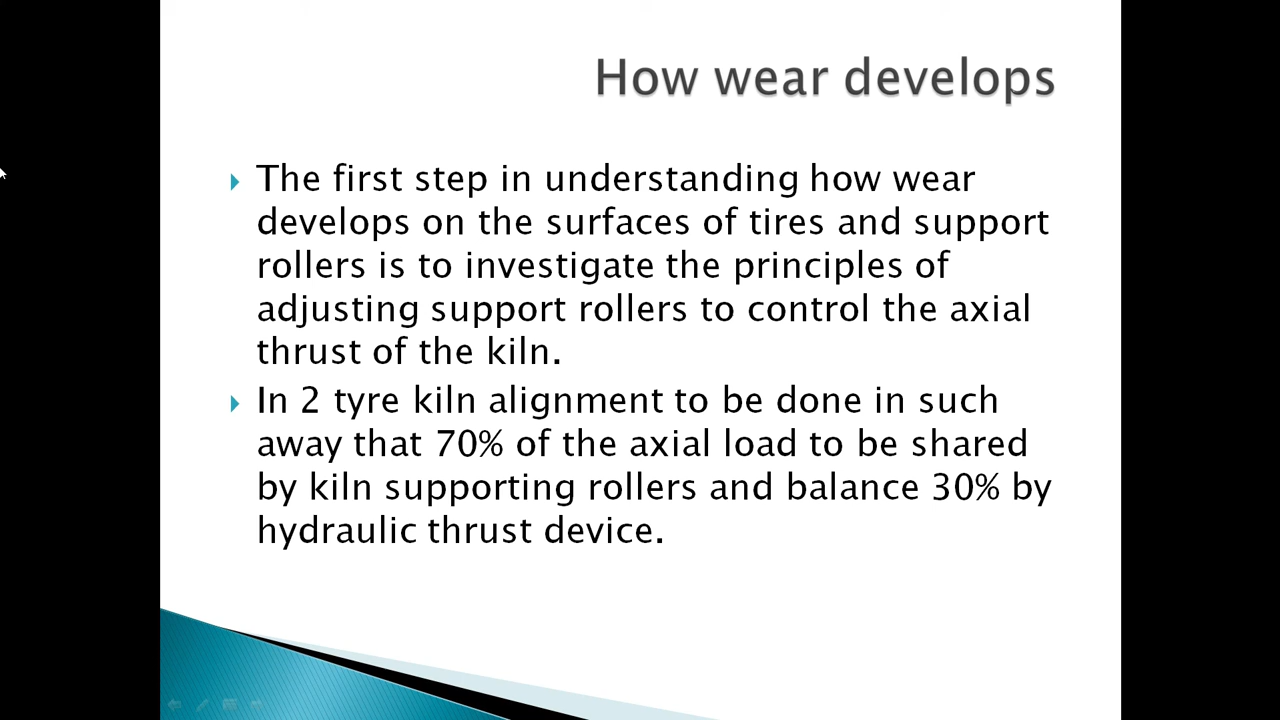 How wear develops
The first step in understanding how wear
develops on the surfaces of tires and support
rollers is to investigate the principles of
adjusting support rollers to control the axial
thrust of the kiln.
In 2 tyre kiln alignment to be done in such
away that 70% of the axial load to be shared
by kiln supporting rollers and balance 30% by
hydraulic thrust device.